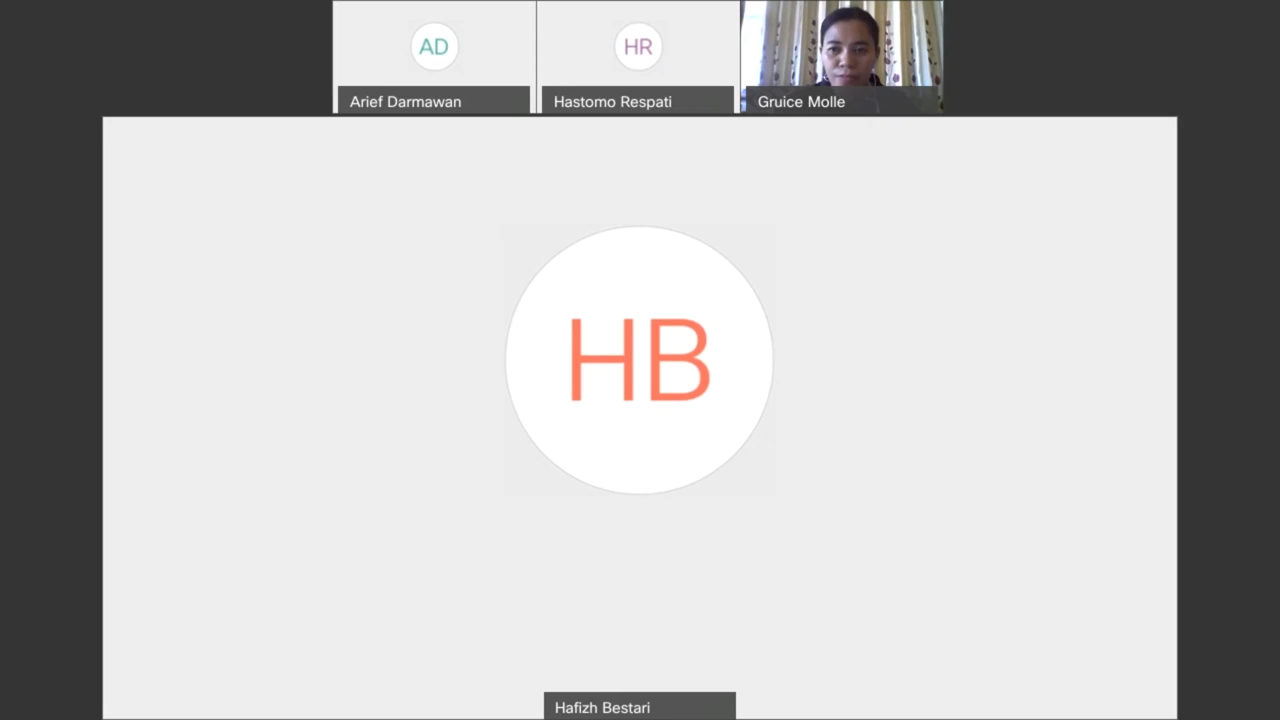 AD
HR
Arief Darmawan
Hastomo Respati
Gruice Molle
HB
Hafizh Bestari